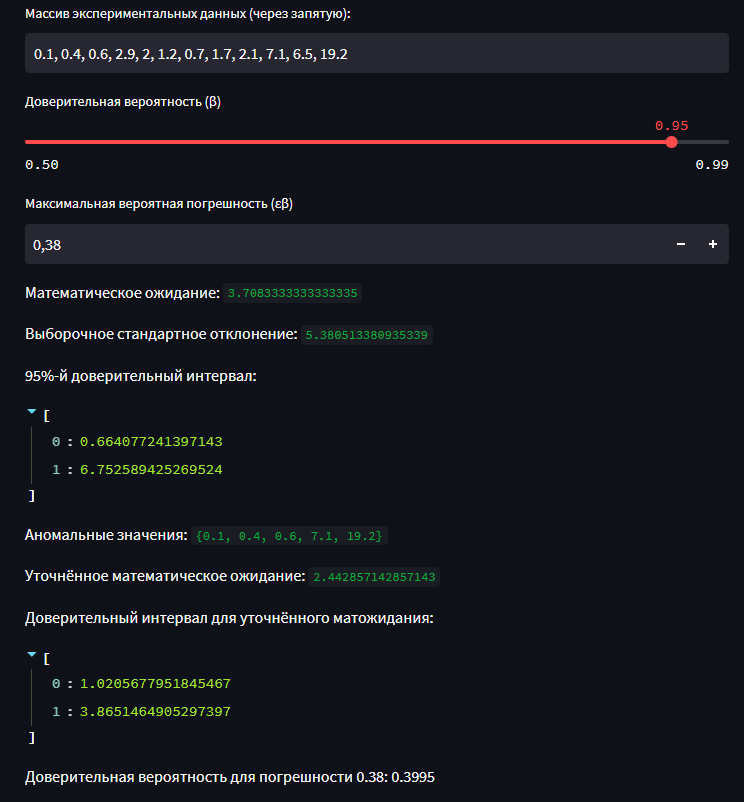 Массив экспериментальных данных (через запятую):
0.1, 0.4, 0.6, 2.9, 2, 1.2, 0.7, 1.7, 2.1, 7.1, 6.5, 19.2
Доверительная вероятность (β)
0.95
0.50 0.99
Максимальная вероятная погрешность (εβ)
0,38 − +
Математическое ожидание: 3.7083333333333335
Выборочное стандартное отклонение: 5.380513380935339
95%-й доверительный интервал:
[
0 : 0.664077241397143
1 : 6.752589425269524
]
Аномальные значения: {0.1, 0.4, 0.6, 7.1, 19.2}
Уточнённое математическое ожидание: 2.442857142857143
Доверительный интервал для уточнённого матожидания:
[
0 : 1.0205677951845467
1 : 3.8651464905297397
]
Доверительная вероятность для погрешности 0.38: 0.3995